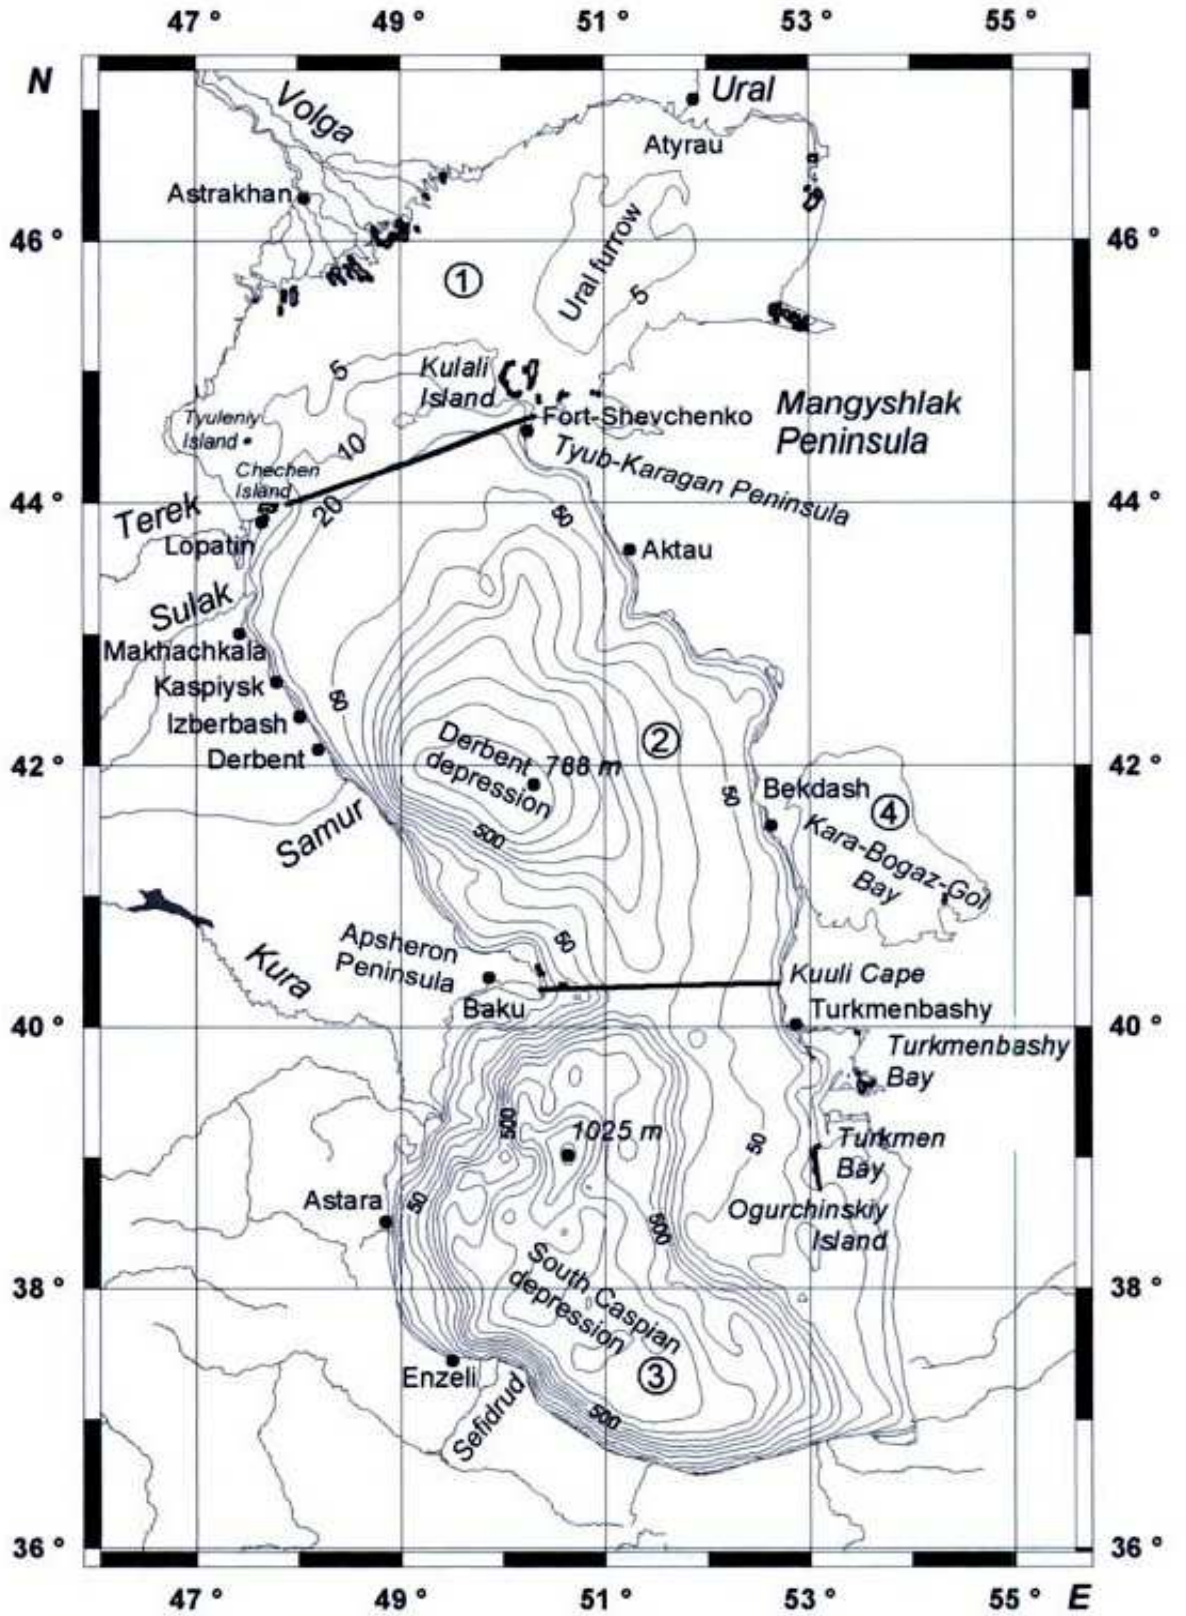 47 °
49 °
51 °
53 °
55 °
N
Volga
Ural
Atyrau
Astrakhan
46 °
46 °
1
Ural furrow
5
5
Kulali
Island
Mangyshlak
Peninsula
Fort-Shevchenko
Tyuleniy
Island
10
Tyub-Karagan Peninsula
Chechen
Island
44 °
44 °
20
50
Terek
Lopatin
Aktau
Sulak
Makhachkala
Kaspiysk
50
Izberbash
Derbent
2
Derbent
depression
788 m
42 °
42 °
50
Bekdash
4
Kara-Bogaz-Gol
Bay
Samur
500
Apsheron
Peninsula
50
Kura
Kuuli Cape
Baku
Turkmenbashy
40 °
40 °
Turkmenbashy
Bay
500
1025 m
50
Turkmen
Bay
Astara
50
500
Ogurchinskiy
Island
South Caspian
depression
38 °
38 °
3
Enzeli
Sefidrud
500
36 °
36 °
47 °
49 °
51 °
53 °
55 °
E